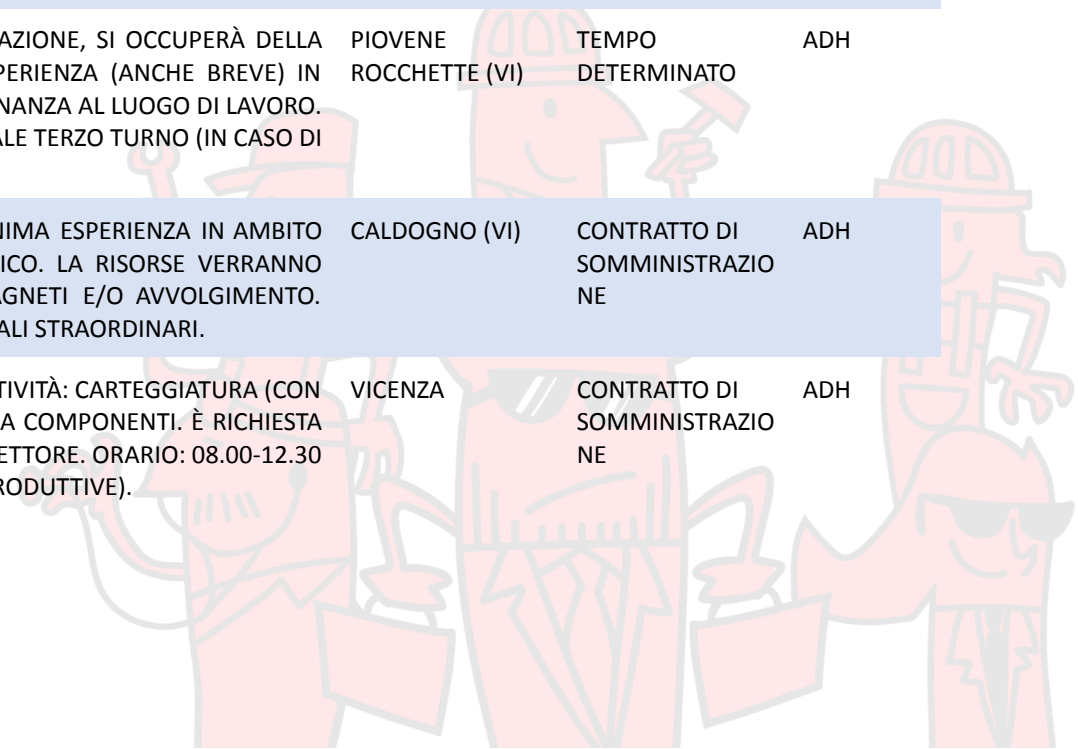 AZIONE, SI OCCUPERÀ DELLA
PERIENZA (ANCHE BREVE) IN
NANZA AL LUOGO DI LAVORO.
ALE TERZO TURNO (IN CASO DI
PIOVENE
ROCCHETTE (VI)
TEMPO
DETERMINATO
ADH
NIMA ESPERIENZA IN AMBITO
ICO. LA RISORSE VERRANNO
AGNETI E/O AVVOLGIMENTO.
ALI STRAORDINARI.
CALDOGNO (VI)
CONTRATTO DI
SOMMINISTRAZIO
NE
ADH
TIVITÀ: CARTEGGIATURA (CON
A COMPONENTI. È RICHIESTA
ETTORE. ORARIO: 08.00-12.30
RODUTTIVE).
VICENZA
CONTRATTO DI
SOMMINISTRAZIO
NE
ADH